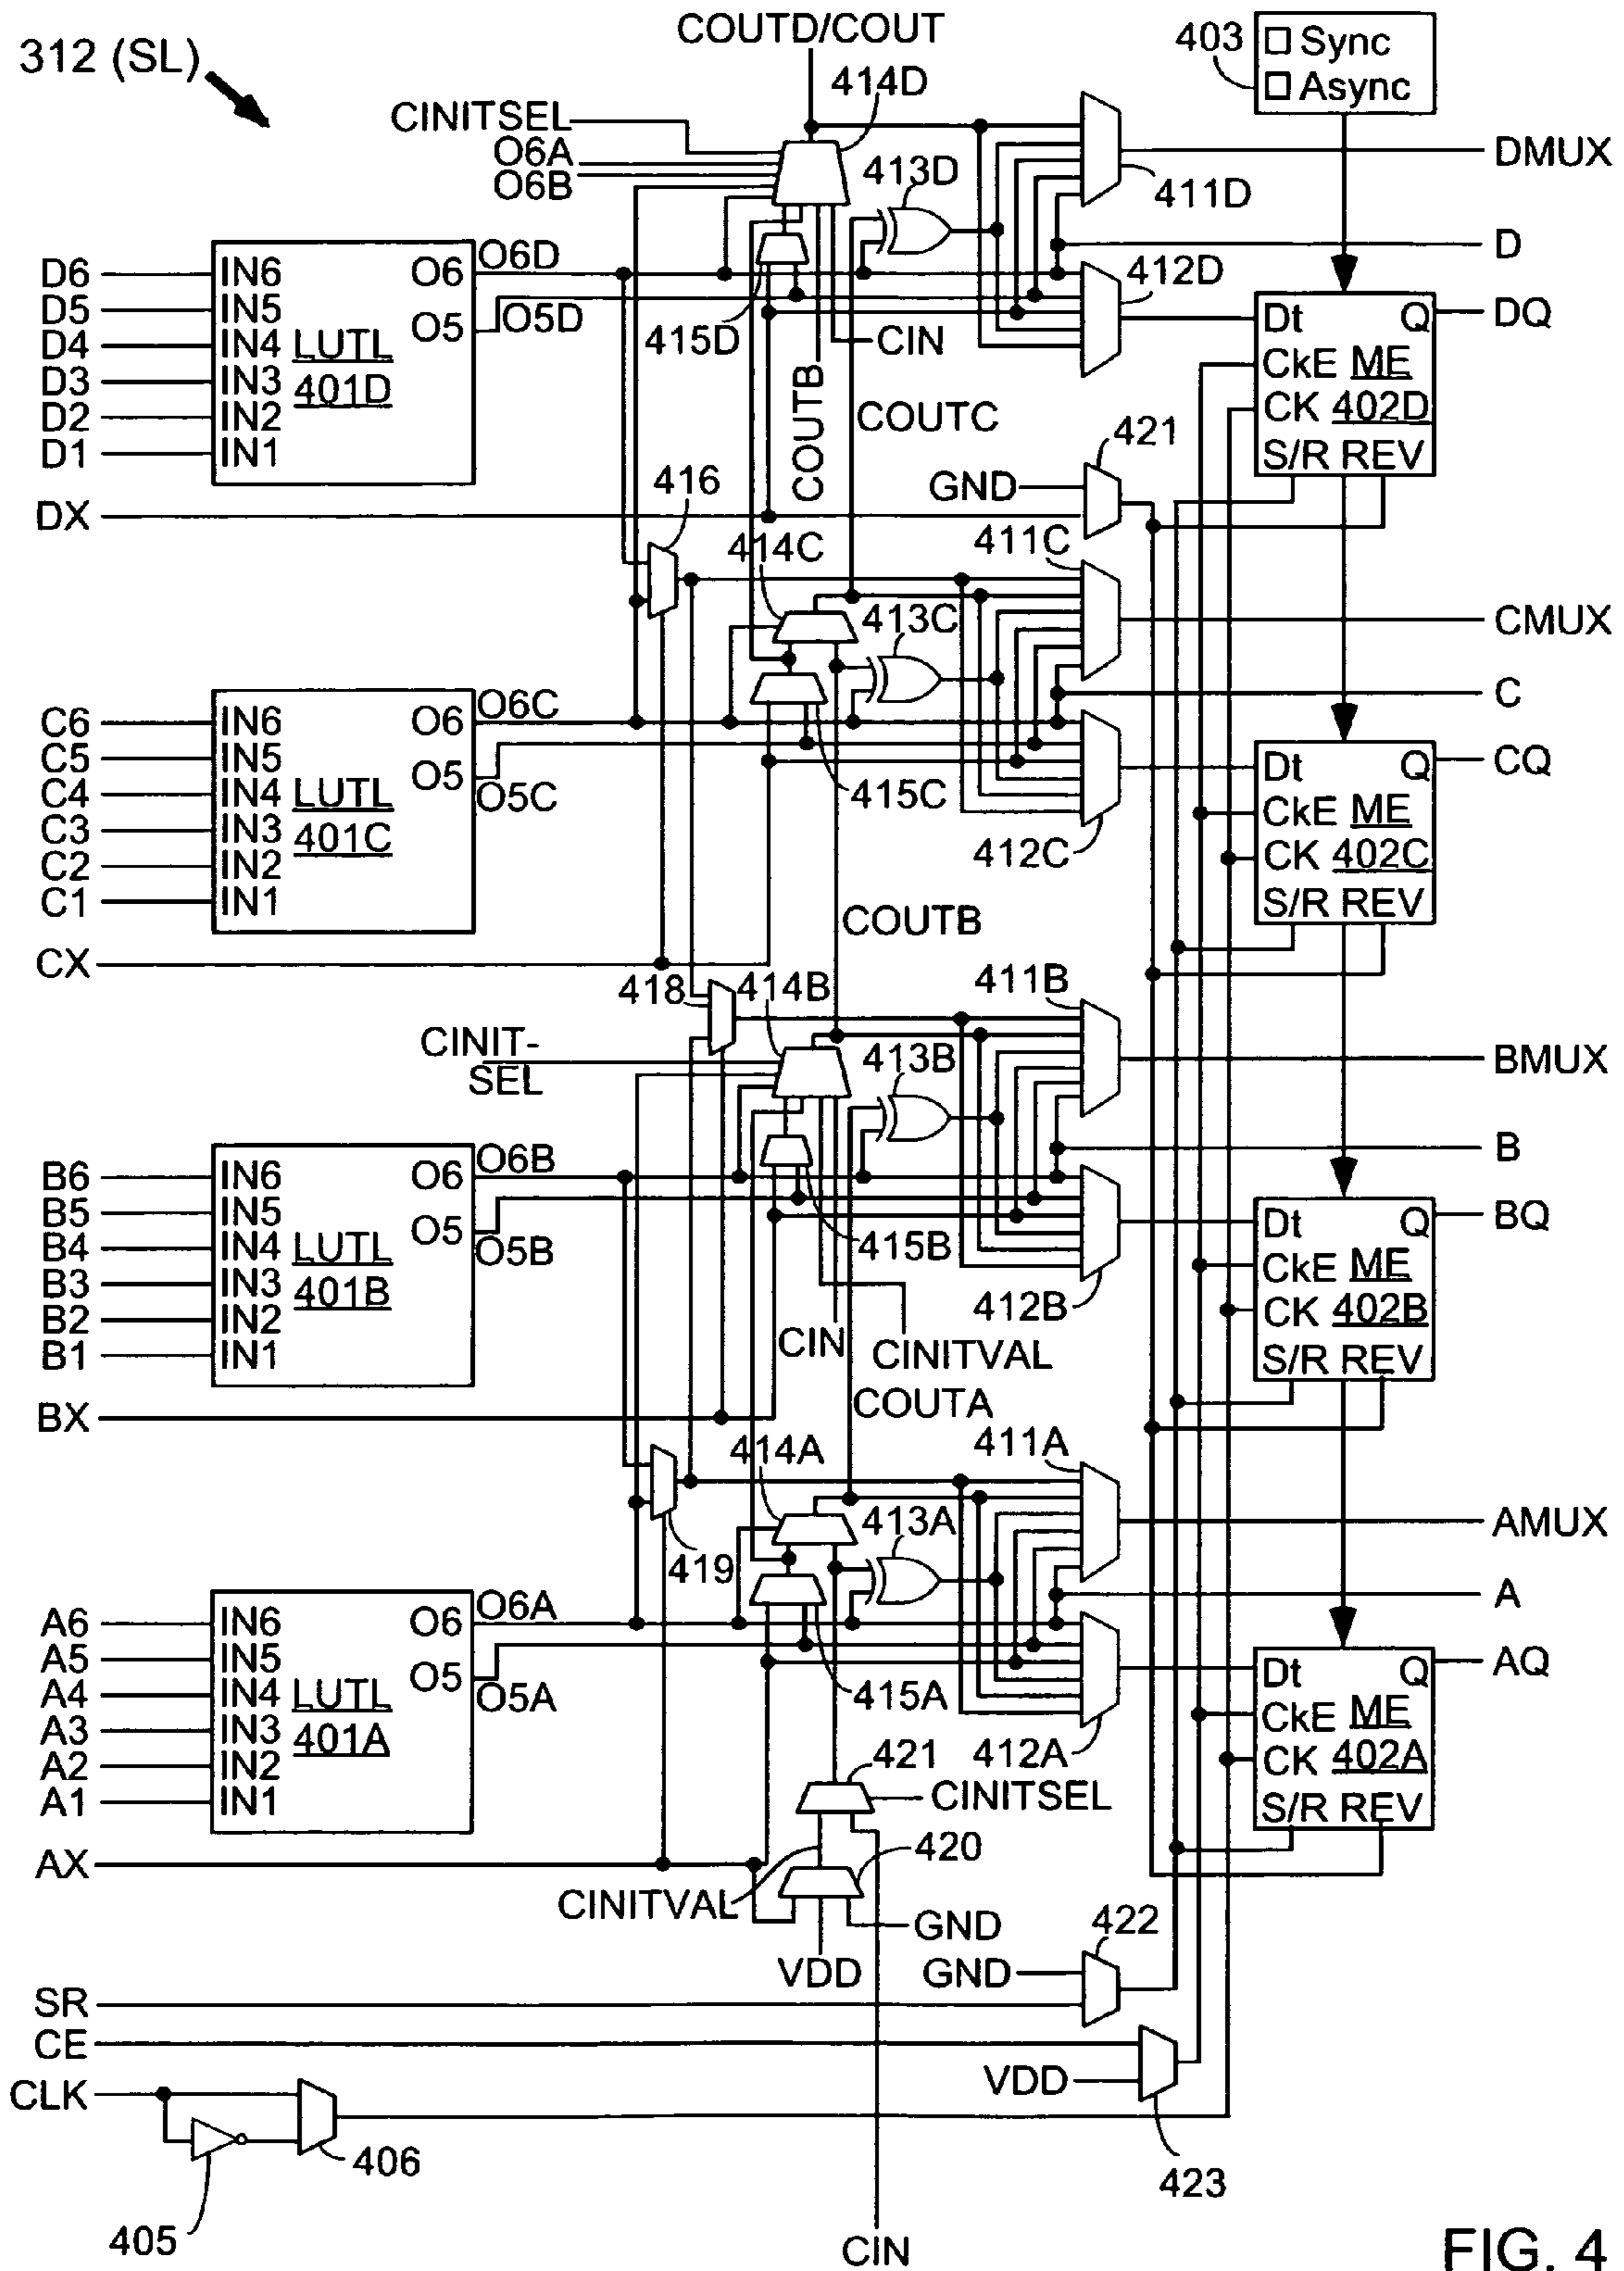 312 (SL)
COUTD/COUT
403
Sync
Async
414D
CINITSEL
O6A
O6B
413D
DMUX
411D
D
412D
D6
D5
D4
D3
D2
D1
IN6
IN5
IN4
IN3
IN2
IN1
LUTL
401D
O6
O5
O6D
O5D
415D
CIN
COUTB
COUTC
Dt
Q
CkE
ME
CK
402D
S/R
REV
DQ
DX
416
GND
421
414C
411C
413C
CMUX
C
C6
C5
C4
C3
C2
C1
IN6
IN5
IN4
IN3
IN2
IN1
LUTL
401C
O6
O5
O6C
O5C
415C
412C
Dt
Q
CkE
ME
CK
402C
S/R
REV
CQ
COUTB
CX
418
414B
411B
CINIT-
SEL
413B
BMUX
B
B6
B5
B4
B3
B2
B1
IN6
IN5
IN4
IN3
IN2
IN1
LUTL
401B
O6
O5
O6B
O5B
415B
412B
CIN
CINITVAL
COUTA
Dt
Q
CkE
ME
CK
402B
S/R
REV
BQ
BX
414A
411A
413A
419
AMUX
A
A6
A5
A4
A3
A2
A1
IN6
IN5
IN4
IN3
IN2
IN1
LUTL
401A
O6
O5
O6A
O5A
415A
412A
421
CINITSEL
Dt
Q
CkE
ME
CK
402A
S/R
REV
AQ
AX
420
CINITVAL
GND
VDD
422
GND
SR
CE
VDD
CLK
406
423
405
CIN
FIG. 4